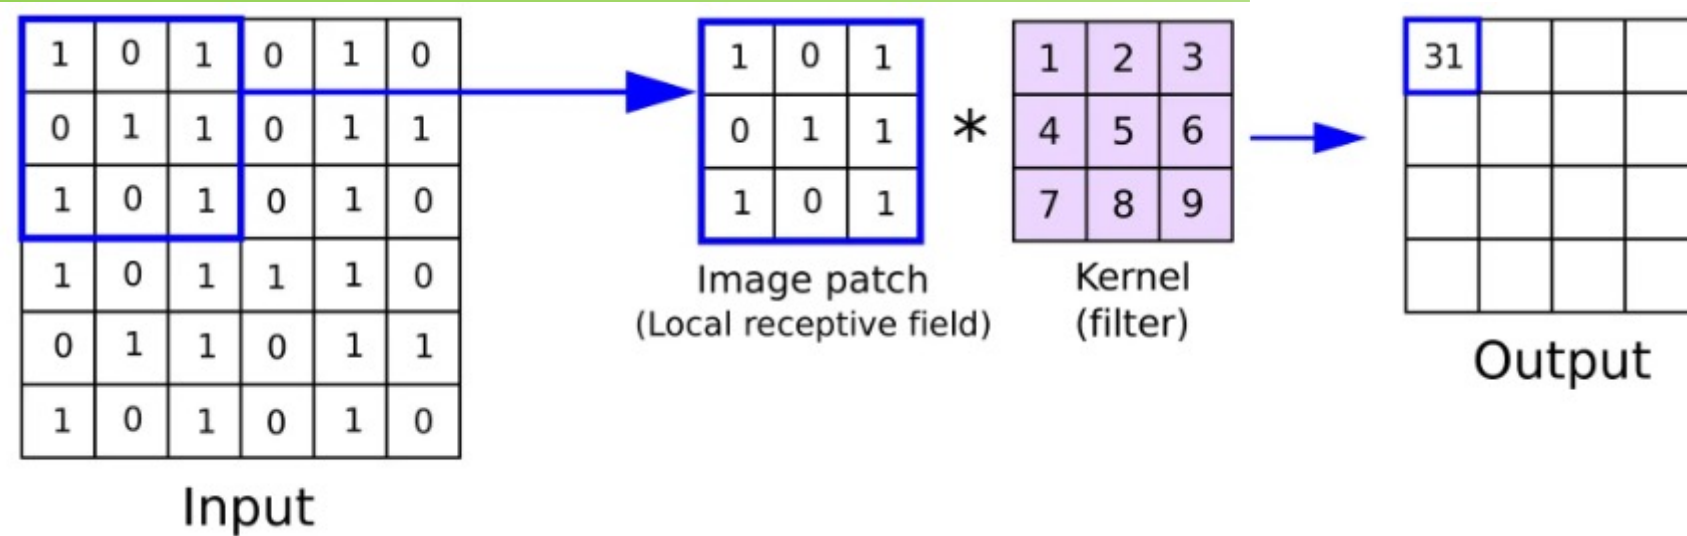 1 0 1 0 1 0
0 1 1 0 1 1
1 0 1 0 1 0
1 0 1 1 1 0
0 1 1 0 1 1
1 0 1 0 1 0
Input
1 0 1
0 1 1
1 0 1
Image patch
(Local receptive field)
*
1 2 3
4 5 6
7 8 9
Kernel
(filter)
31
Output